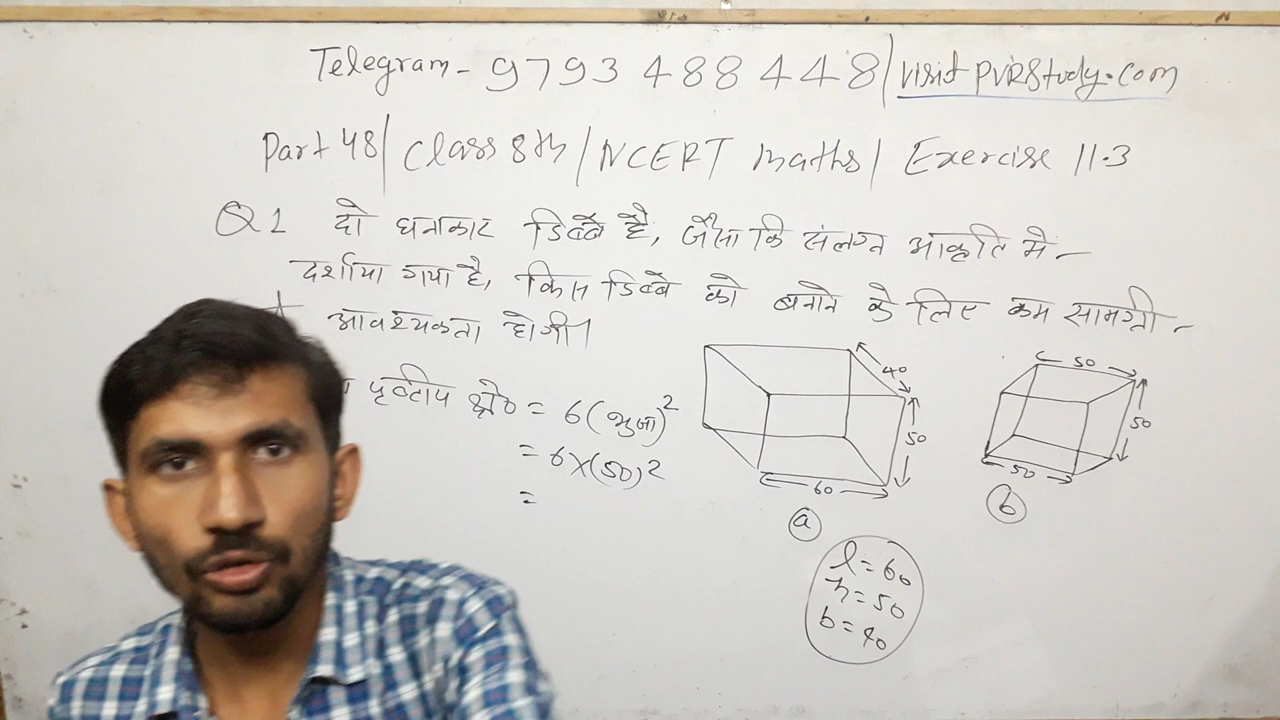 Telegram - 9793 488 448 / visit PVRStudy.com
Part 48 / Class 8th / NCERT Maths / Exercise 11.3
Q1 दो घनाकार डिब्बे है, जैसा कि संलग्न आकृति मे -
दर्शाया गया है, किस डिब्बे को बनाने के लिए कम सामग्री -
आवश्यकता होगी।
पृष्ठीय क्षे० = 6(भुजा)²
= 6×(50)²
=
40
50
60
a
50
50
50
b
l = 60
h = 50
b = 40